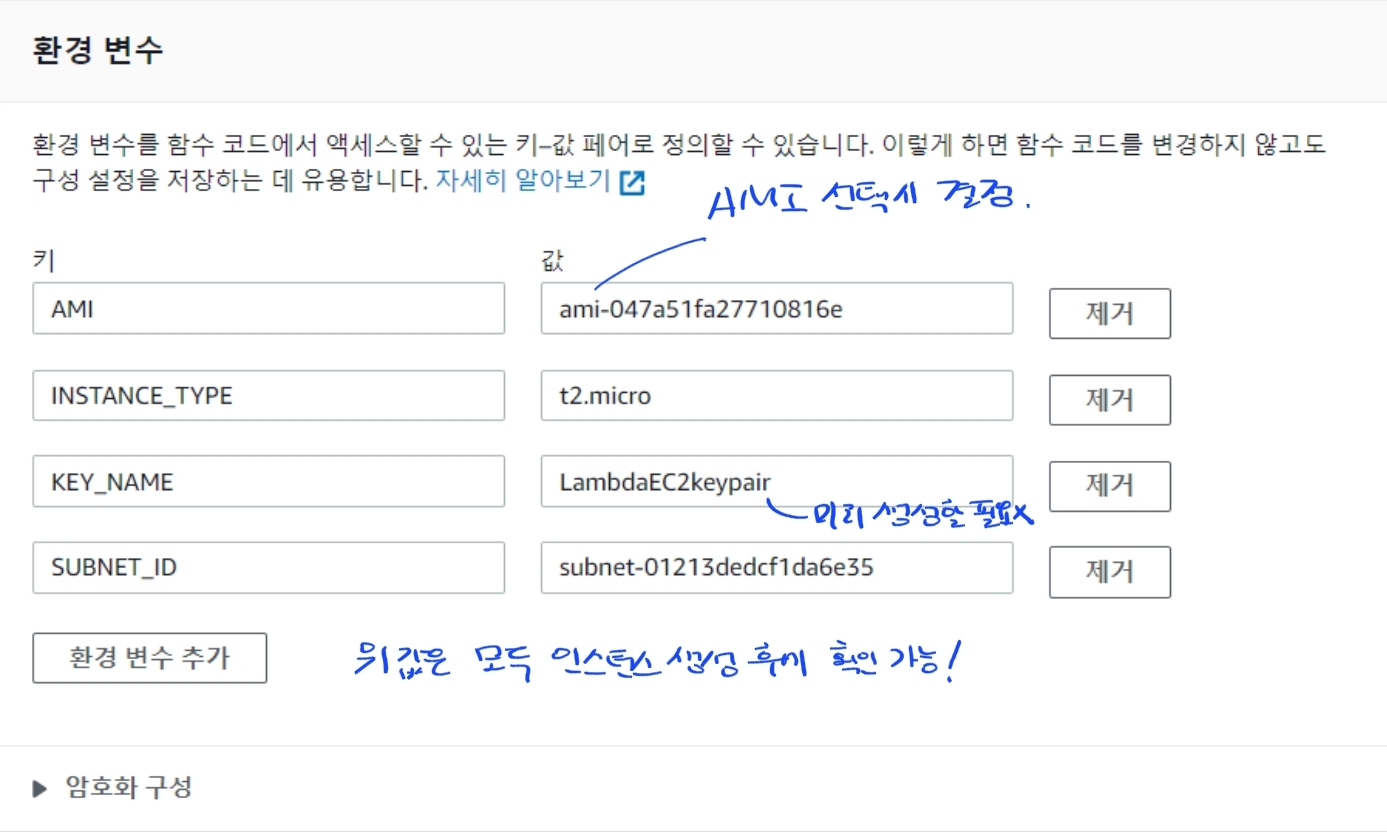 환경 변수
환경 변수를 함수 코드에서 액세스할 수 있는 키-값 페어로 정의할 수 있습니다. 이렇게 하면 함수 코드를 변경하지 않고도
구성 설정을 저장하는 데 유용합니다. 자세히 알아보기
AMI 선택시 결정.
키 값
AMI ami-047a51fa27710816e 제거
INSTANCE_TYPE t2.micro 제거
KEY_NAME LambdaEC2keypair 제거
미리 생성할 필요X
SUBNET_ID subnet-01213dedcf1da6e35 제거
환경 변수 추가 위 값은 모두 인스턴스 생성 후에 확인 가능!
암호화 구성